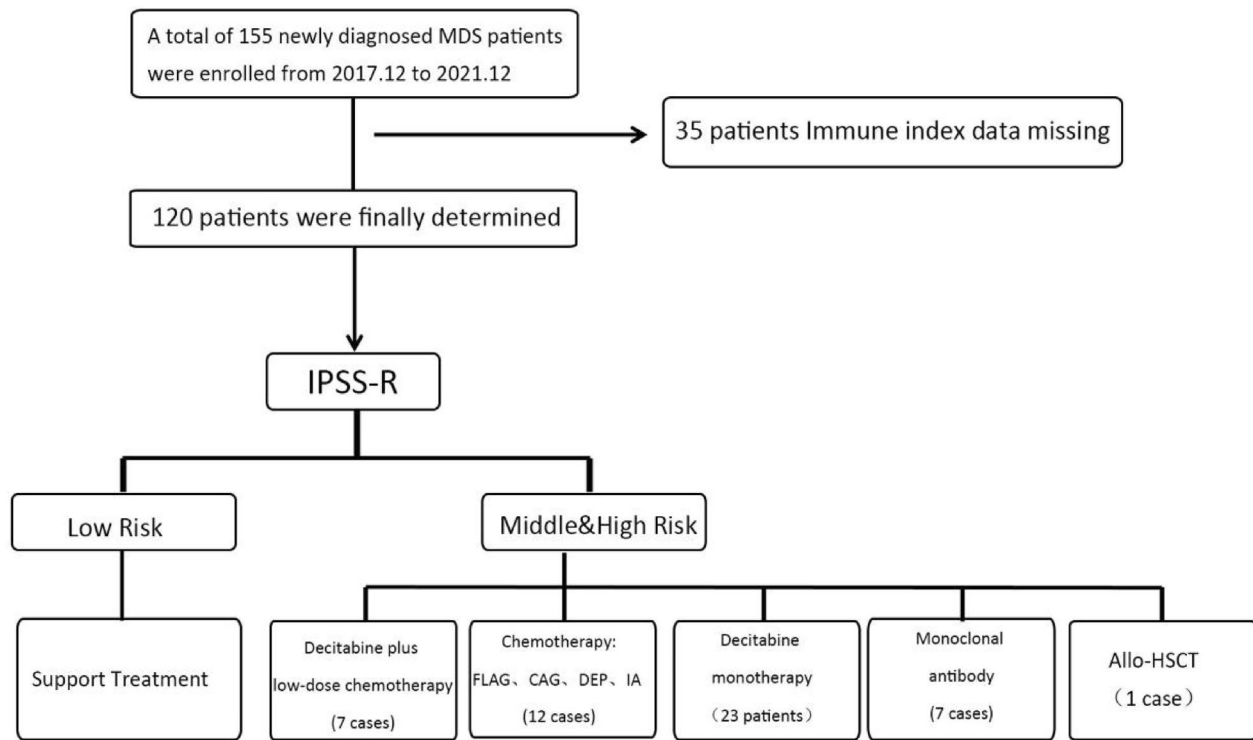 A total of 155 newly diagnosed MDS patients
were enrolled from 2017.12 to 2021.12
35 patients Immune index data missing
120 patients were finally determined
IPSS-R
Low Risk
Middle&High Risk
Support Treatment
Decitabine plus
low-dose chemotherapy
(7 cases)
Chemotherapy:
FLAG、CAG、DEP、IA
(12 cases)
Decitabine
monotherapy
（23 patients）
Monoclonal
antibody
(7 cases)
Allo-HSCT
（1 case）